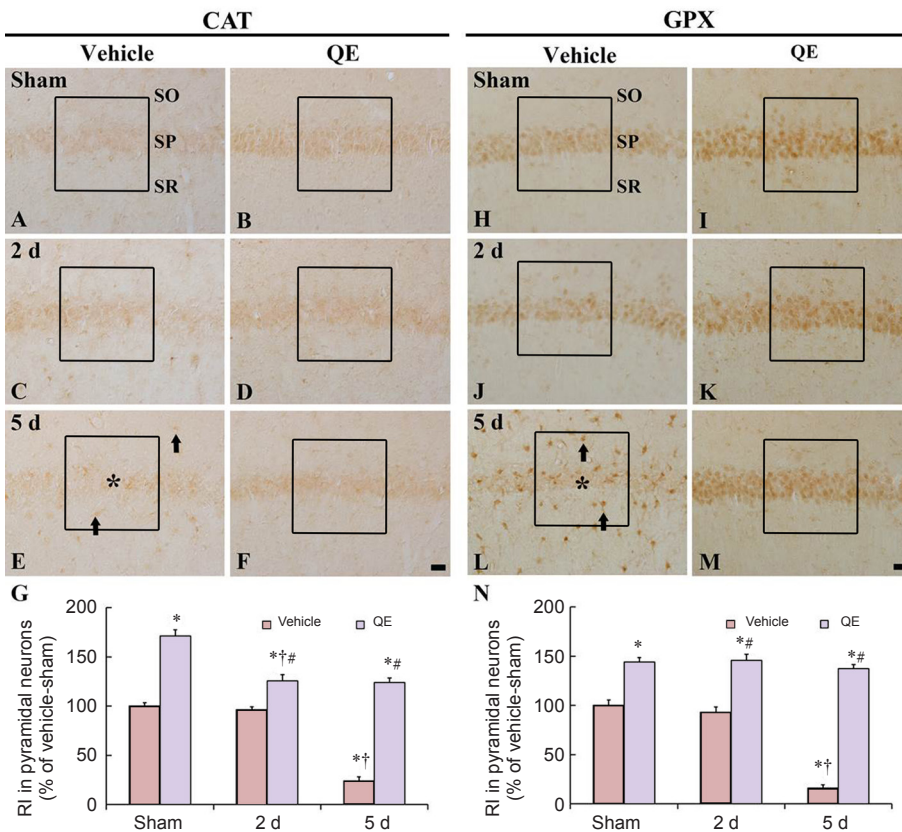 CAT GPX
Vehicle QE Vehicle QE
Sham SO SP SR A B Sham SO SP SR H I
2 d C D 2 d J K
5 d * E F 5 d * L M
G
RI in pyramidal neurons
(% of vehicle-sham)
200
150
100
50
0
Vehicle QE
*
*†#
*†
*#
Sham 2 d 5 d
N
RI in pyramidal neurons
(% of vehicle-sham)
200
150
100
50
0
Vehicle QE
*
*#
*†
*#
Sham 2 d 5 d